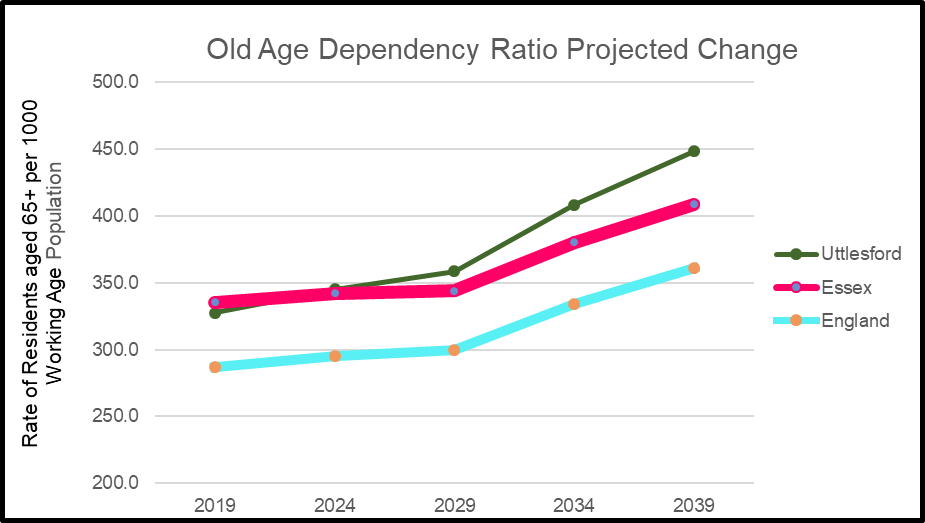 Old Age Dependency Ratio Projected Change
Rate of Residents aged 65+ per 1000
Working Age Population
500.0
450.0
400.0
350.0
300.0
250.0
200.0
2019 2024 2029 2034 2039
Uttlesford
Essex
England